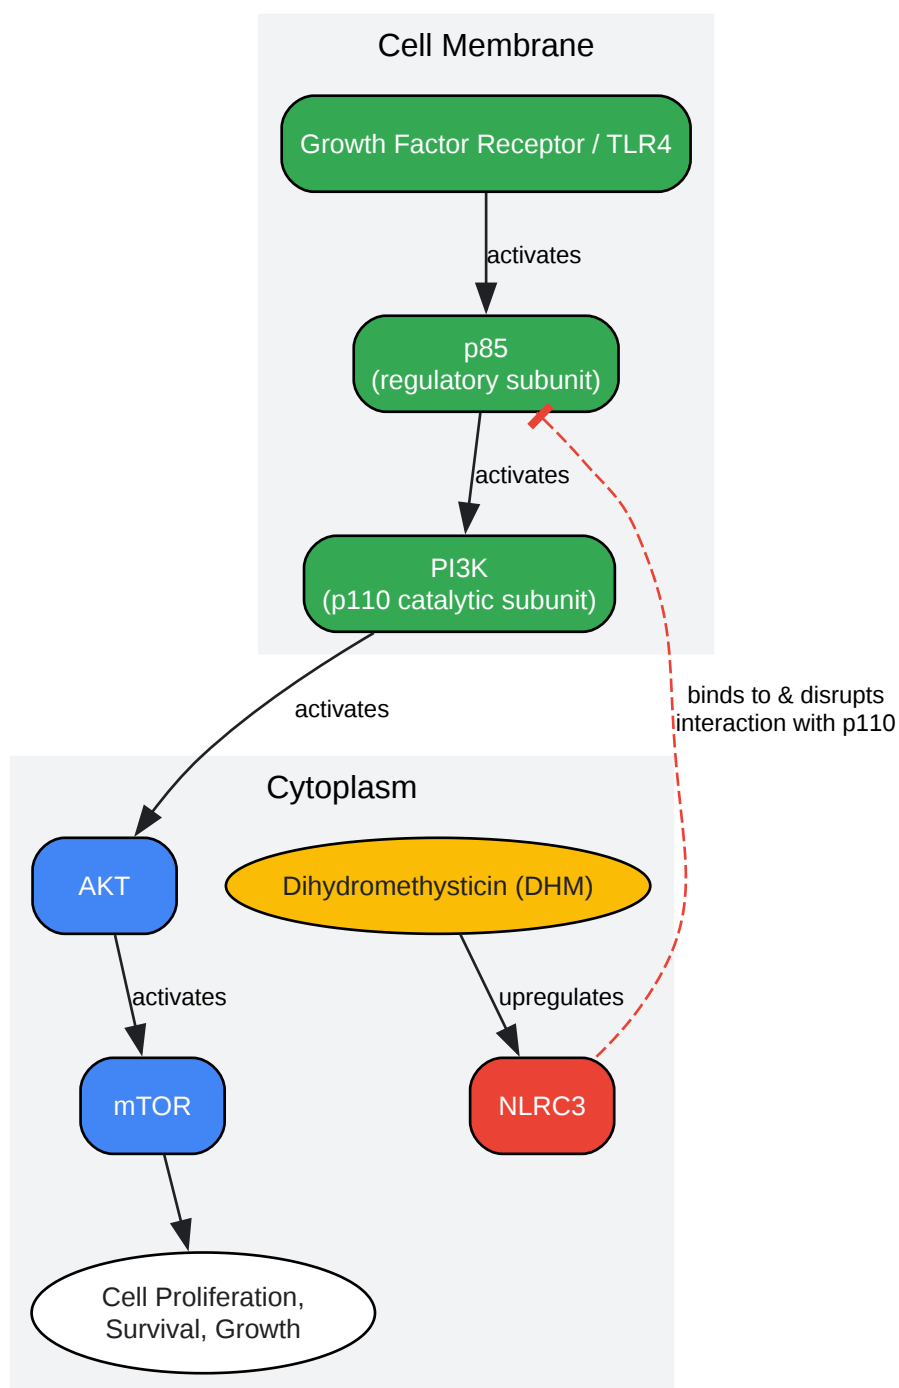 Cell Membrane
Growth Factor Receptor / TLR4
activates
p85
(regulatory subunit)
activates
PI3K
(p110 catalytic subunit)
binds to & disrupts
interaction with p110
activates
Cytoplasm
AKT
Dihydromethysticin (DHM)
activates
upregulates
mTOR
NLRC3
Cell Proliferation,
Survival, Growth